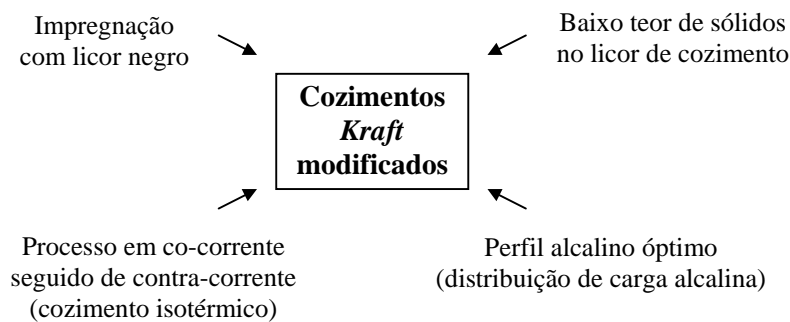 Impregnação
com licor negro
Baixo teor de sólidos
no licor de cozimento
Cozimentos
Kraft
modificados
Processo em co-corrente
seguido de contra-corrente
(cozimento isotérmico)
Perfil alcalino óptimo
(distribuição de carga alcalina)